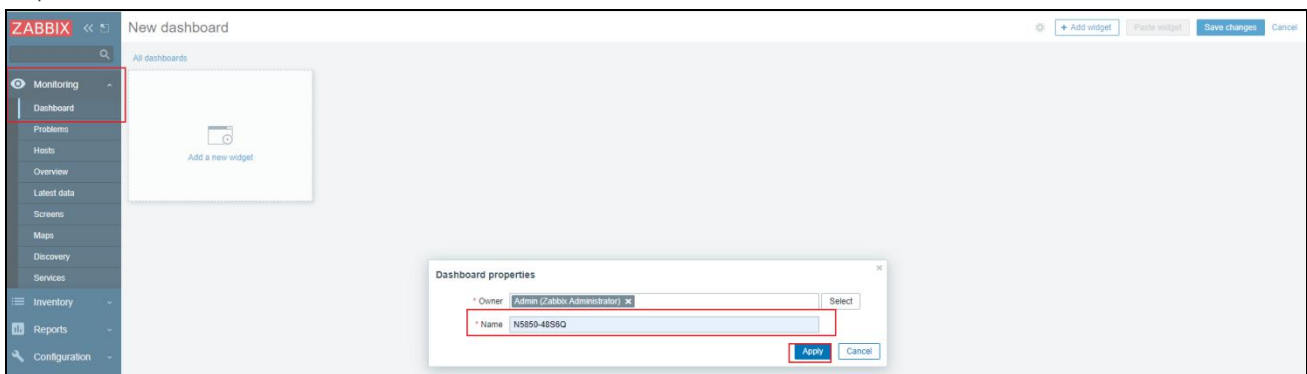 ZABBIX
New dashboard
+ Add widget
Paste widget
Save changes
Cancel
All dashboards
Monitoring
Dashboard
Problems
Hosts
Overview
Latest data
Screens
Maps
Discovery
Services
Inventory
Reports
Configuration
Add a new widget
Dashboard properties
* Owner
Admin (Zabbix Administrator)
Select
* Name
N5850-48S6Q
Apply
Cancel